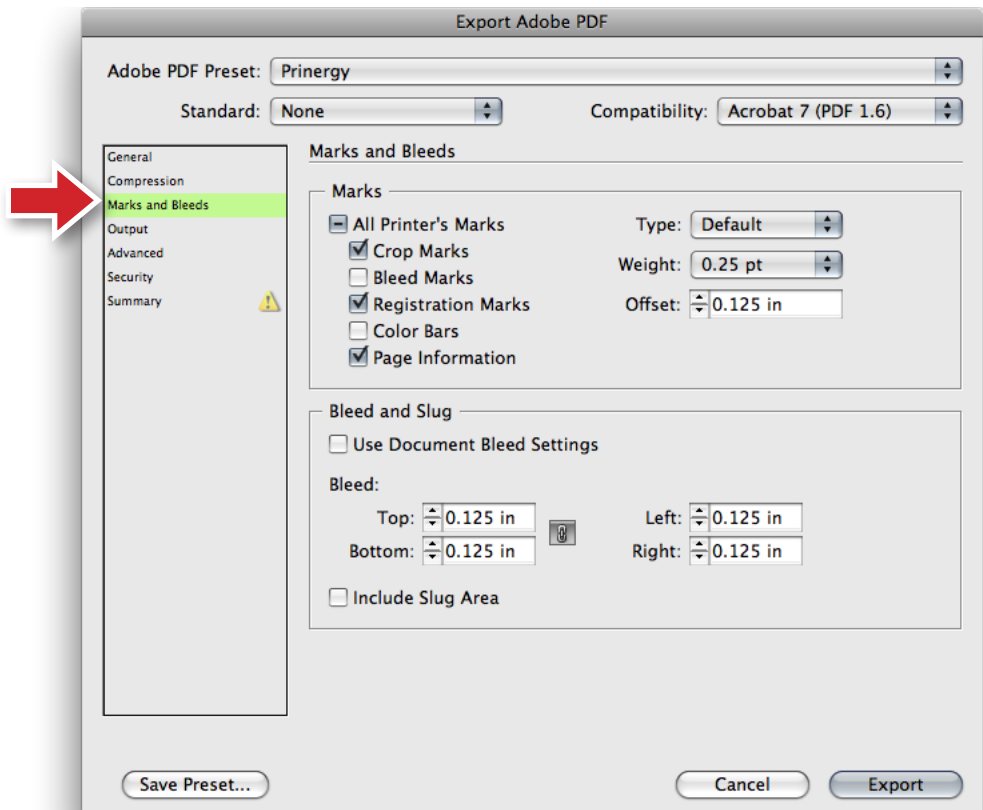 Export Adobe PDF
Adobe PDF Preset: Prinergy
Standard: None Compatibility: Acrobat 7 (PDF 1.6)
General
Compression
Marks and Bleeds
Output
Advanced
Security
Summary
Marks and Bleeds
Marks
All Printer's Marks
Crop Marks
Bleed Marks
Registration Marks
Color Bars
Page Information
Type: Default
Weight: 0.25 pt
Offset: 0.125 in
Bleed and Slug
Use Document Bleed Settings
Bleed:
Top: 0.125 in Left: 0.125 in
Bottom: 0.125 in Right: 0.125 in
Include Slug Area
Save Preset... Cancel Export